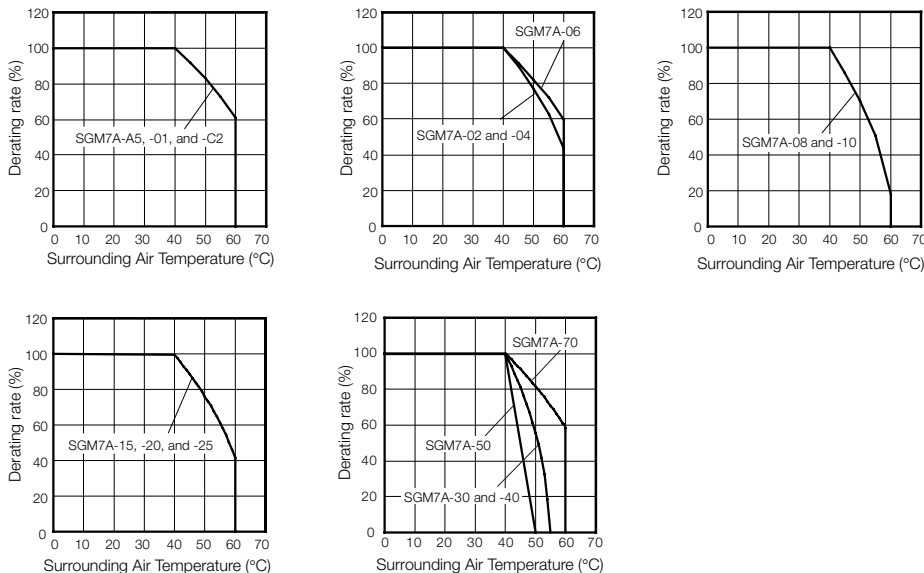 120
100
80
60
40
20
0
Derating rate (%)
SGM7A-A5, -01, and -C2
0 10 20 30 40 50 60 70
Surrounding Air Temperature (°C)
120
100
80
60
40
20
0
Derating rate (%)
SGM7A-06
SGM7A-02 and -04
0 10 20 30 40 50 60 70
Surrounding Air Temperature (°C)
120
100
80
60
40
20
0
Derating rate (%)
SGM7A-08 and -10
0 10 20 30 40 50 60 70
Surrounding Air Temperature (°C)
120
100
80
60
40
20
0
Derating rate (%)
SGM7A-15, -20, and -25
0 10 20 30 40 50 60 70
Surrounding Air Temperature (°C)
120
100
80
60
40
20
0
Derating rate (%)
SGM7A-70
SGM7A-50
SGM7A-30 and -40
0 10 20 30 40 50 60 70
Surrounding Air Temperature (°C)